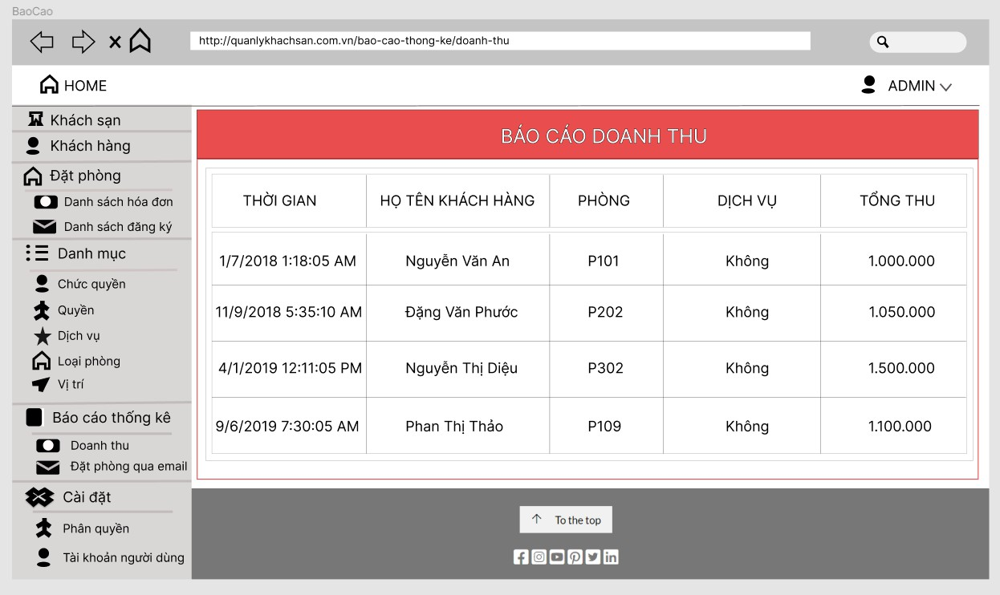 BaoCao
http://quanlykhachsan.com.vn/bao-cao-thong-ke/doanh-thu
HOME
ADMIN
Khách sạn
Khách hàng
Đặt phòng
Danh sách hóa đơn
Danh sách đăng ký
Danh mục
Chức quyền
Quyền
Dịch vụ
Loại phòng
Vị trí
Báo cáo thống kê
Doanh thu
Đặt phòng qua email
Cài đặt
Phân quyền
Tài khoản người dùng
BÁO CÁO DOANH THU
THỜI GIAN HỌ TÊN KHÁCH HÀNG PHÒNG DỊCH VỤ TỔNG THU
1/7/2018 1:18:05 AM Nguyễn Văn An P101 Không 1.000.000
11/9/2018 5:35:10 AM Đặng Văn Phước P202 Không 1.050.000
4/1/2019 12:11:05 PM Nguyễn Thị Diệu P302 Không 1.500.000
9/6/2019 7:30:05 AM Phan Thị Thảo P109 Không 1.100.000
To the top